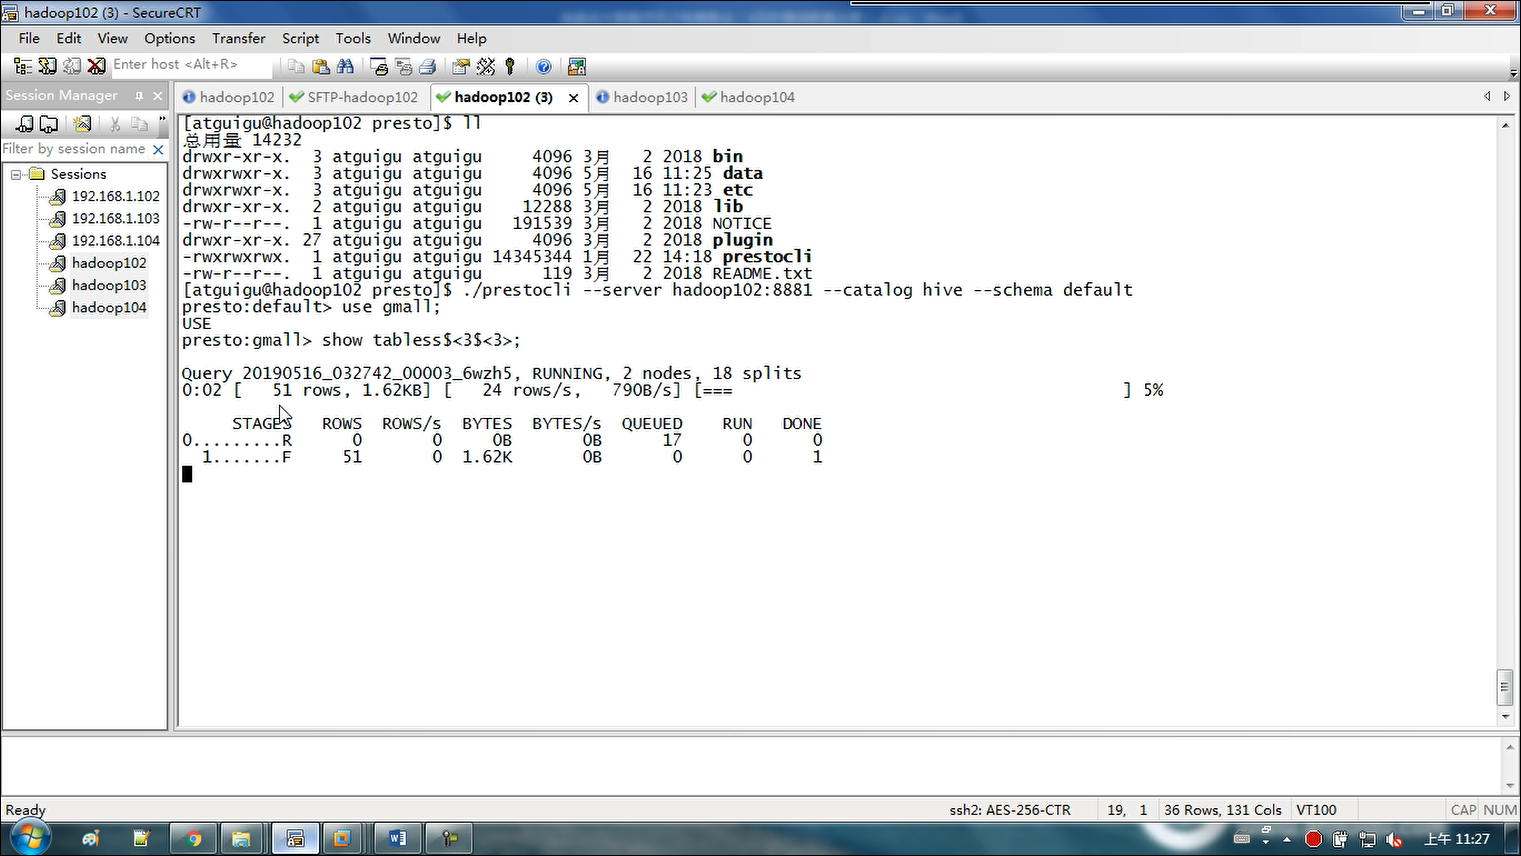 hadoop102 (3) - SecureCRT
File Edit View Options Transfer Script Tools Window Help
Enter host <Alt+R>
Session Manager
hadoop102 SFTP-hadoop102 hadoop102 (3) hadoop103 hadoop104
Filter by session name
Sessions
192.168.1.102
192.168.1.103
192.168.1.104
hadoop102
hadoop103
hadoop104
[atguigu@hadoop102 presto]$ ll
总用量 14232
drwxr-xr-x. 3 atguigu atguigu 4096 3月 2 2018 bin
drwxrwxr-x. 3 atguigu atguigu 4096 5月 16 11:25 data
drwxrwxr-x. 3 atguigu atguigu 4096 5月 16 11:23 etc
drwxr-xr-x. 2 atguigu atguigu 12288 3月 2 2018 lib
-rw-r--r--. 1 atguigu atguigu 191539 3月 2 2018 NOTICE
drwxr-xr-x. 27 atguigu atguigu 4096 3月 2 2018 plugin
-rwxrwxrwx. 1 atguigu atguigu 14345344 1月 22 14:18 prestocli
-rw-r--r--. 1 atguigu atguigu 119 3月 2 2018 README.txt
[atguigu@hadoop102 presto]$ ./prestocli --server hadoop102:8881 --catalog hive --schema default
presto:default> use gmall;
USE
presto:gmall> show tabless$<3$<3>;
Query 20190516_032742_00003_6wzh5, RUNNING, 2 nodes, 18 splits
0:02 [ 51 rows, 1.62KB] [ 24 rows/s, 790B/s] [=== ] 5%
STAGES ROWS ROWS/s BYTES BYTES/s QUEUED RUN DONE
0.........R 0 0 0B 0B 17 0 0
1.......F 51 0 1.62K 0B 0 0 1
Ready
ssh2: AES-256-CTR 19, 1 36 Rows, 131 Cols VT100 CAP NUM
上午 11:27